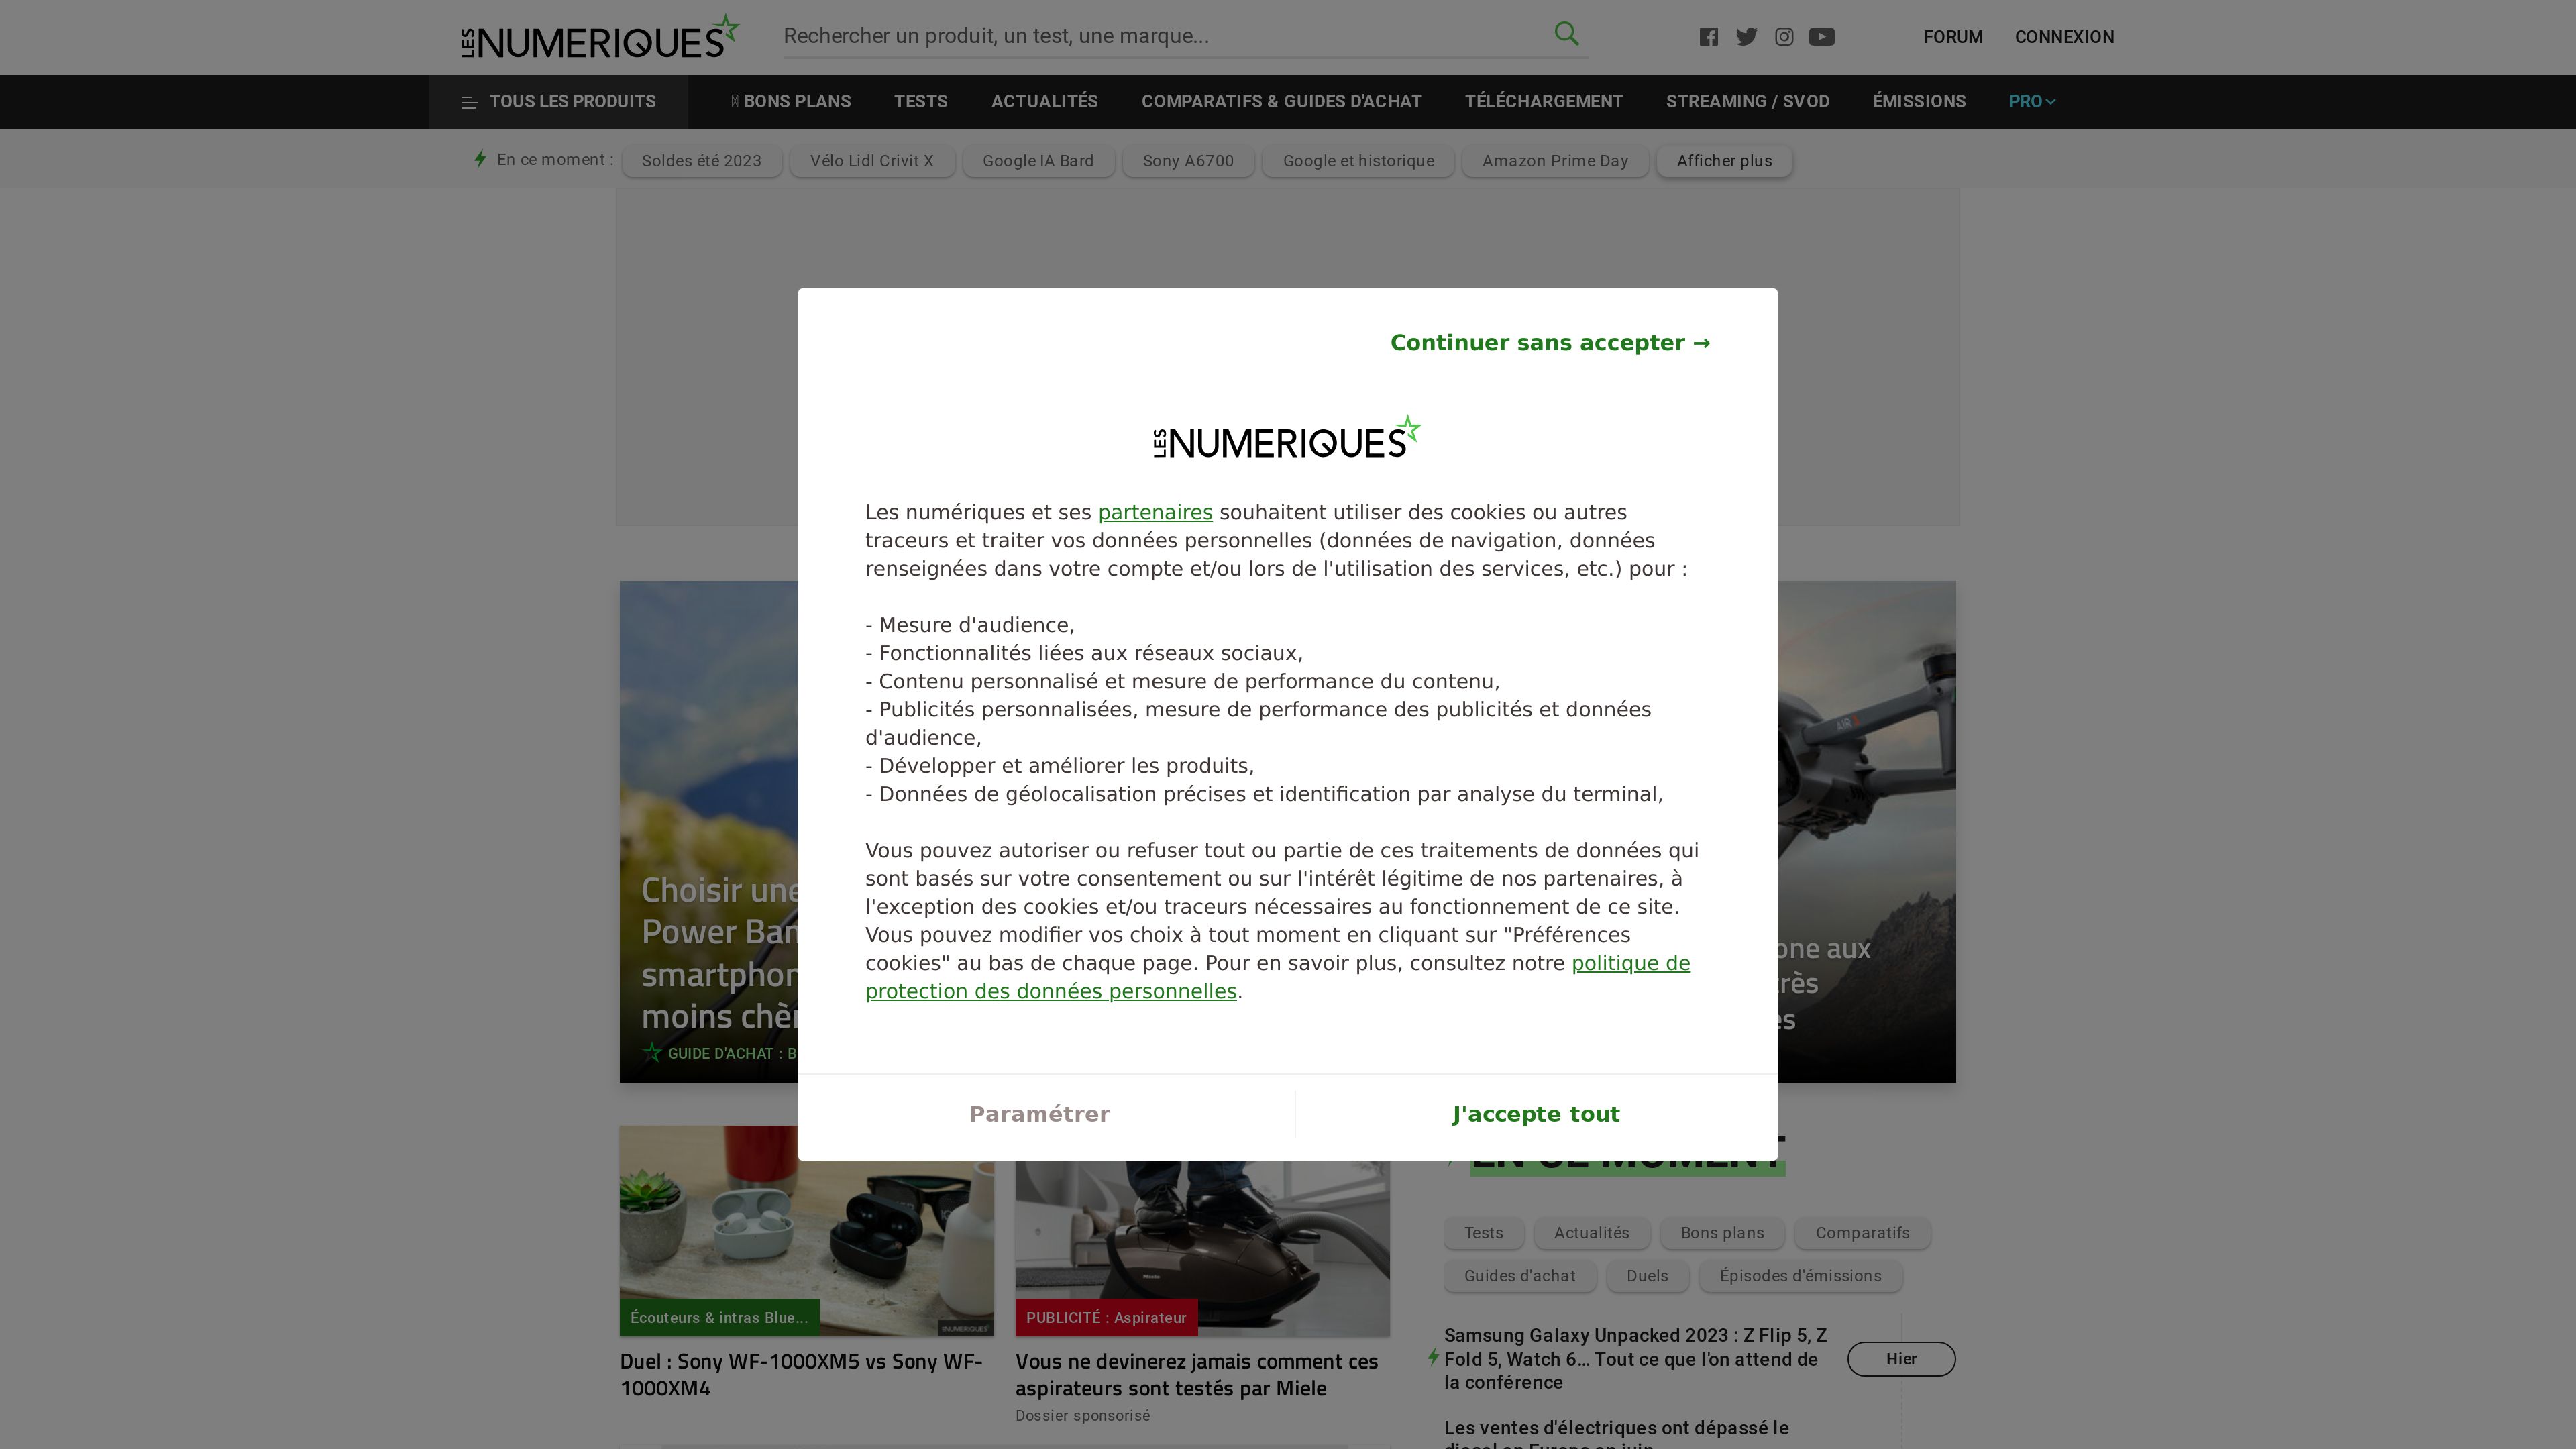 LES NUMERIQUES
Rechercher un produit, un test, une marque...
FORUM
CONNEXION
TOUS LES PRODUITS
BONS PLANS
TESTS
ACTUALITÉS
COMPARATIFS & GUIDES D'ACHAT
TÉLÉCHARGEMENT
STREAMING / SVOD
ÉMISSIONS
PRO
En ce moment :
Soldes été 2023
Vélo Lidl Crivit X
Google IA Bard
Sony A6700
Google et historique
Amazon Prime Day
Afficher plus
Continuer sans accepter →
LES NUMERIQUES
Les numériques et ses partenaires souhaitent utiliser des cookies ou autres
traceurs et traiter vos données personnelles (données de navigation, données
renseignées dans votre compte et/ou lors de l'utilisation des services, etc.) pour :
- Mesure d'audience,
- Fonctionnalités liées aux réseaux sociaux,
- Contenu personnalisé et mesure de performance du contenu,
- Publicités personnalisées, mesure de performance des publicités et données
d'audience,
- Développer et améliorer les produits,
- Données de géolocalisation précises et identification par analyse du terminal,
Vous pouvez autoriser ou refuser tout ou partie de ces traitements de données qui
sont basés sur votre consentement ou sur l'intérêt légitime de nos partenaires, à
l'exception des cookies et/ou traceurs nécessaires au fonctionnement de ce site.
Vous pouvez modifier vos choix à tout moment en cliquant sur "Préférences
cookies" au bas de chaque page. Pour en savoir plus, consultez notre politique de
protection des données personnelles.
Paramétrer
J'accepte tout
Choisir une
Power Ban
smartphon
moins chèr
GUIDE D'ACHAT : B
AIR
one aux
rès
es
EN CE MOMENT
Tests
Actualités
Bons plans
Comparatifs
Guides d'achat
Duels
Épisodes d'émissions
Écouteurs & intras Blue...
NUMERIQUES
Duel : Sony WF-1000XM5 vs Sony WF-
1000XM4
Miele
PUBLICITÉ : Aspirateur
Vous ne devinerez jamais comment ces
aspirateurs sont testés par Miele
Dossier sponsorisé
Samsung Galaxy Unpacked 2023 : Z Flip 5, Z
Fold 5, Watch 6… Tout ce que l'on attend de
la conférence
Hier
Les ventes d'électriques ont dépassé le
diesel en Europe en juin